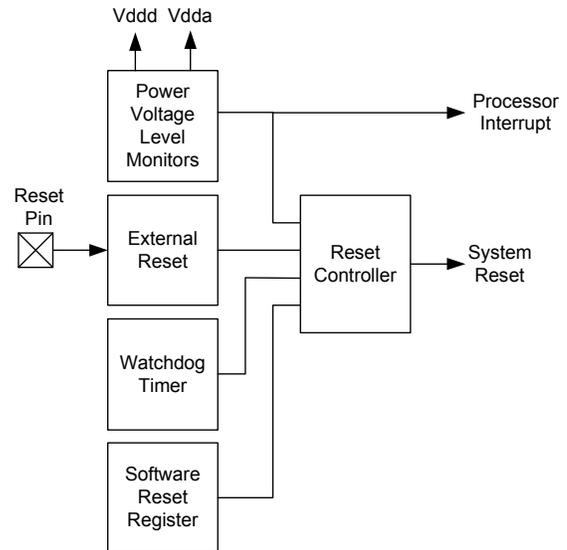 Vddd Vdda
Power
Voltage
Level
Monitors
Processor
Interrupt
Reset
Pin
External
Reset
Reset
Controller
System
Reset
Watchdog
Timer
Software
Reset
Register